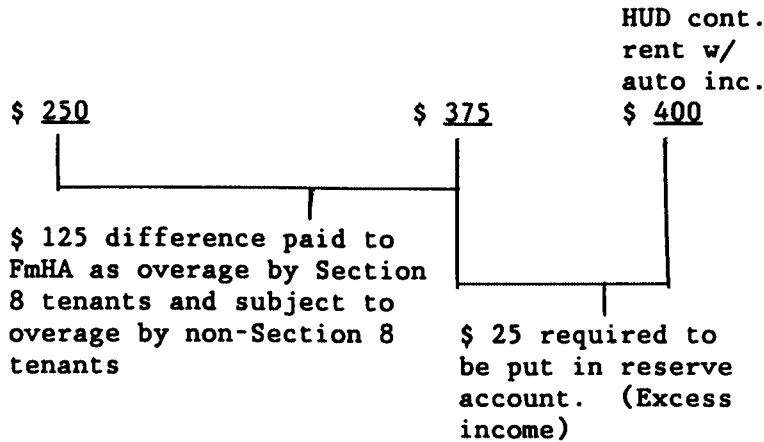 HUD cont.
rent w/
auto inc.
$ 250 $ 375 $ 400
$ 125 difference paid to
FmHA as overage by Section
8 tenants and subject to
overage by non-Section 8
tenants
$ 25 required to
be put in reserve
account. (Excess
income)